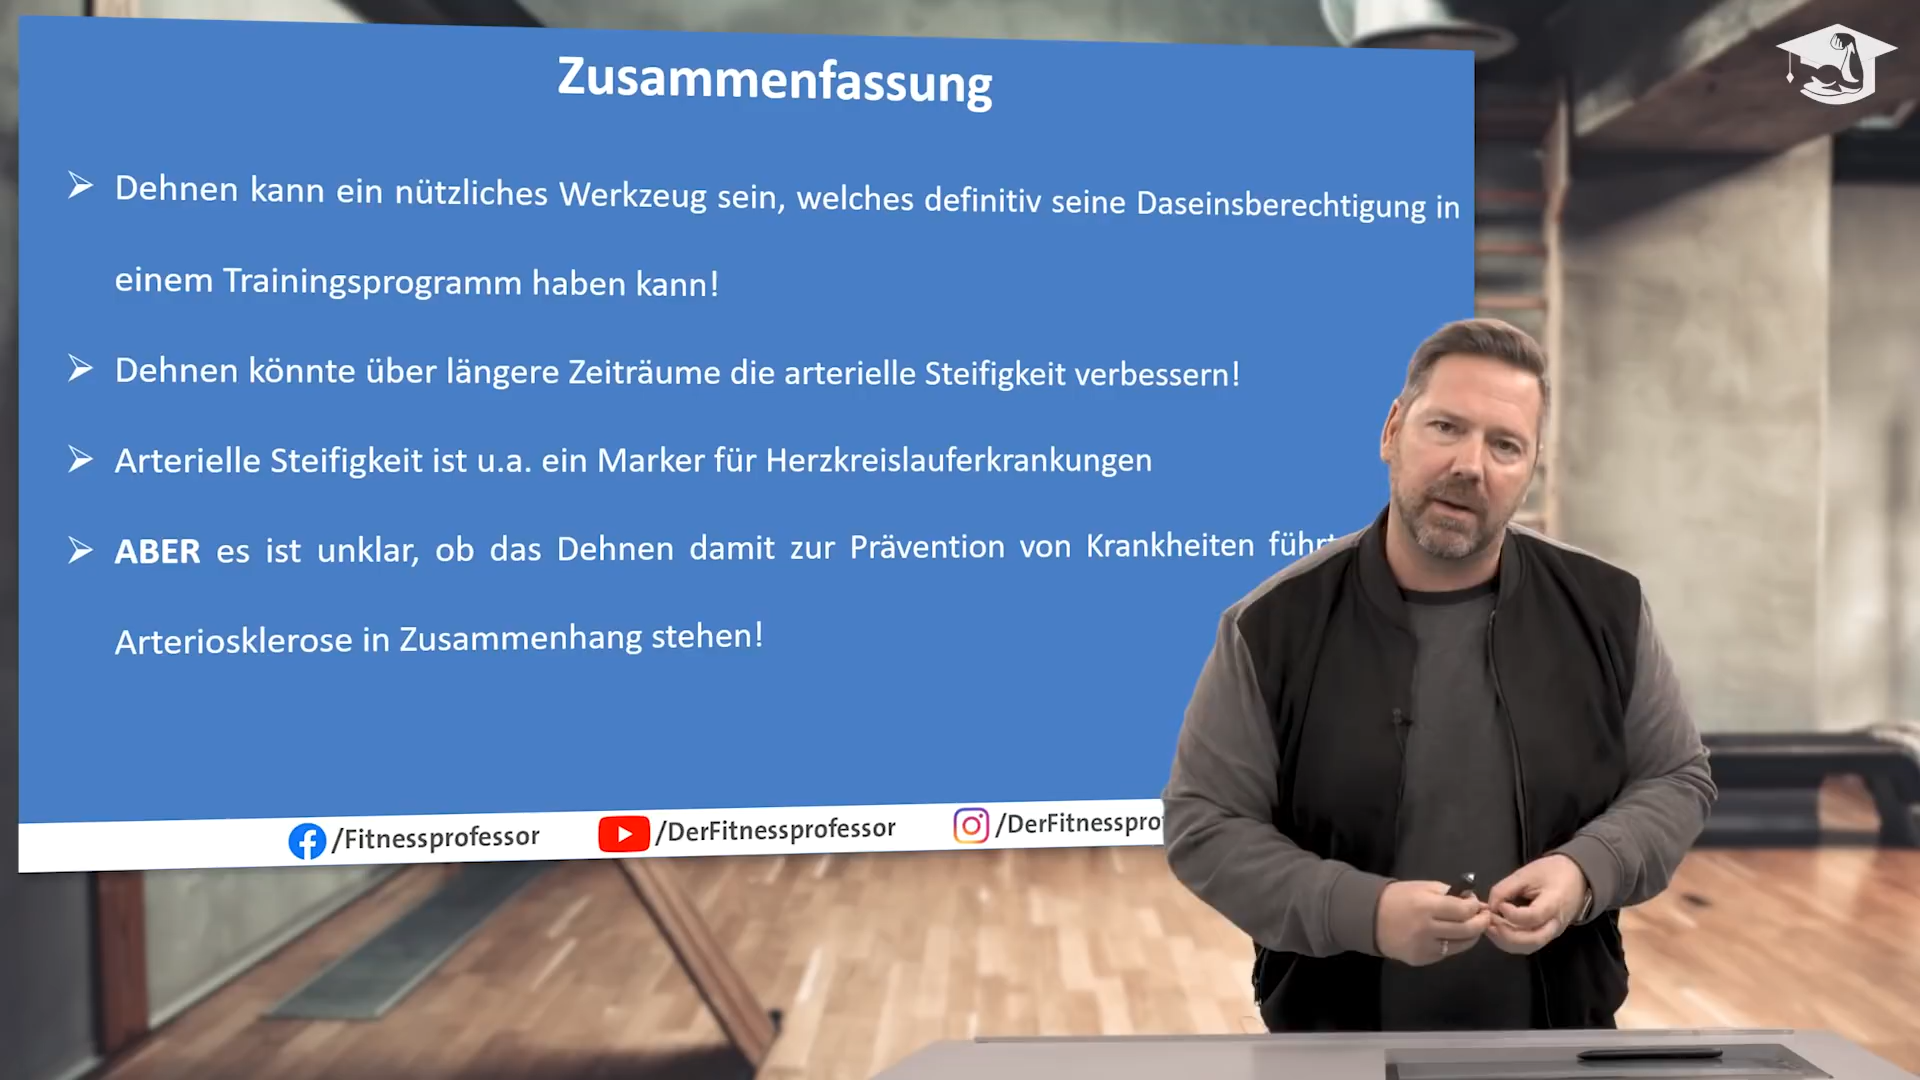 Zusammenfassung
Dehnen kann ein nützliches Werkzeug sein, welches definitiv seine Daseinsberechtigung in
einem Trainingsprogramm haben kann!
Dehnen könnte über längere Zeiträume die arterielle Steifigkeit verbessern!
Arterielle Steifigkeit ist u.a. ein Marker für Herzkreislauferkrankungen
ABER es ist unklar, ob das Dehnen damit zur Prävention von Krankheiten
Arteriosklerose in Zusammenhang stehen!
/Fitnessprofessor /DerFitnessprofessor